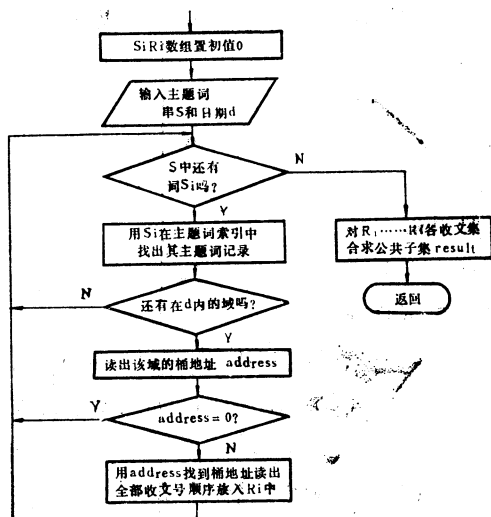 SiRi数组置初值0
输入主题词
串S和日期d
S中还有
词Si吗?
N
Y
用Si在主题词索引中
找出其主题词记录
对R₁……Ri各收文集
合求公共子集result
返回
还有在d内的域吗?
N
Y
读出该域的桶地址 address
address=0?
Y
N
用address找到桶地址读出
全部收文号顺序放入Ri中